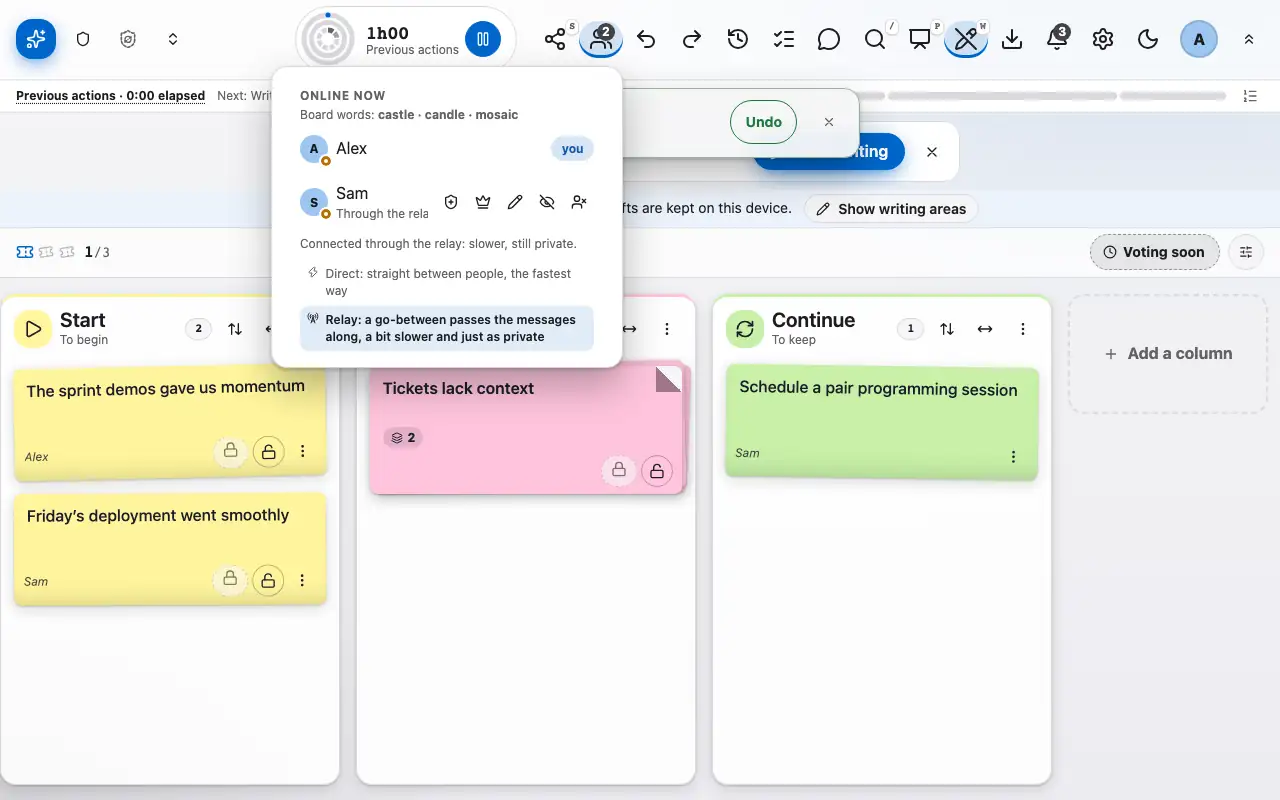 1h00
Previous actions
S
2
/
P
W
3
A
Previous actions · 0:00 elapsed
Next: Writ
ONLINE NOW
Board words: castle · candle · mosaic
A
Alex
you
S
Sam
Through the rela
Connected through the relay: slower, still private.
Direct: straight between people, the fastest
way
Relay: a go-between passes the messages
along, a bit slower and just as private
Undo
iting
fts are kept on this device.
Show writing areas
1/3
Voting soon
Start
To begin
2
The sprint demos gave us momentum
Alex
Friday’s deployment went smoothly
Sam
Tickets lack context
2
Continue
To keep
1
Schedule a pair programming session
Sam
+ Add a column